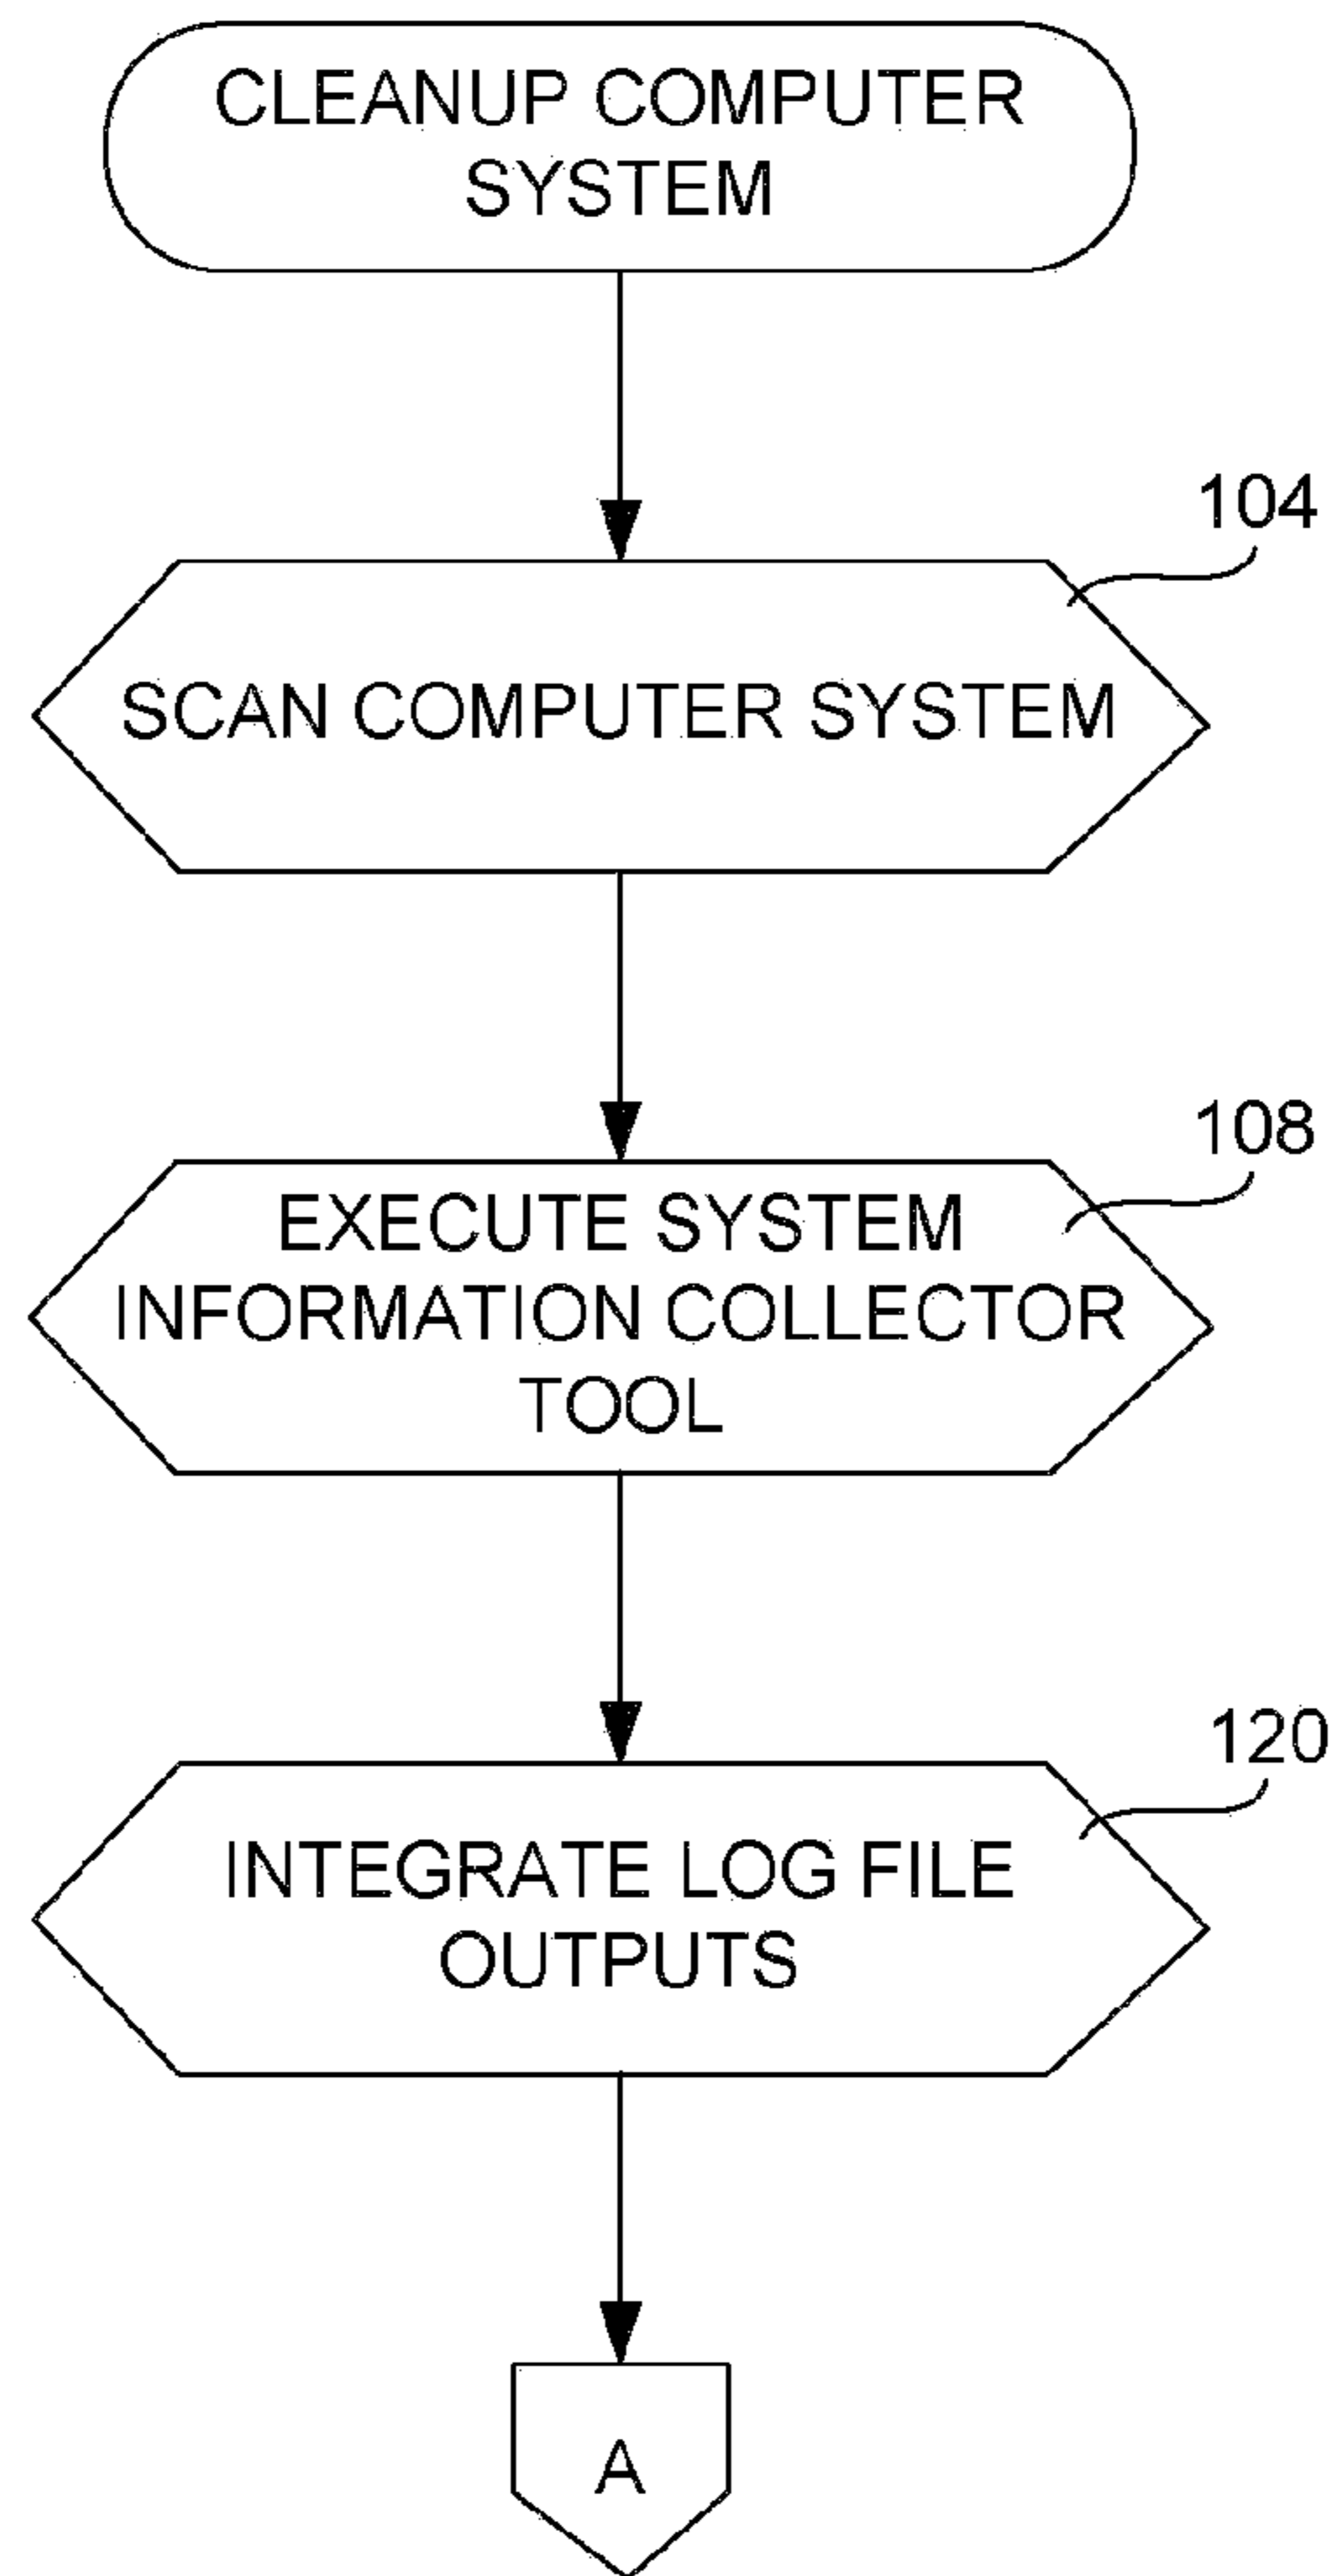 CLEANUP COMPUTER
SYSTEM
104
SCAN COMPUTER SYSTEM
108
EXECUTE SYSTEM
INFORMATION COLLECTOR
TOOL
120
INTEGRATE LOG FILE
OUTPUTS
A